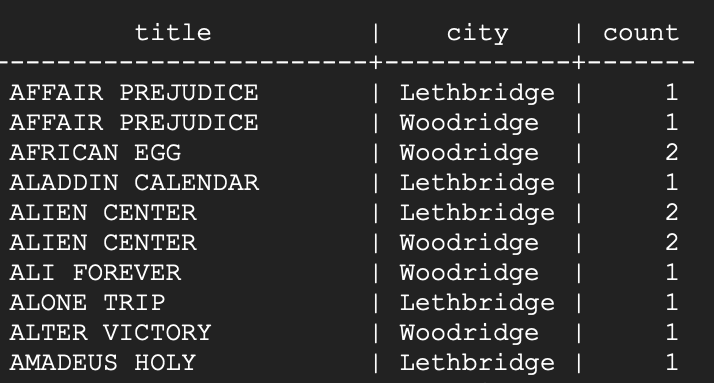 title | city | count
-----------------------+------------+-------
AFFAIR PREJUDICE | Lethbridge | 1
AFFAIR PREJUDICE | Woodridge | 1
AFRICAN EGG | Woodridge | 2
ALADDIN CALENDAR | Lethbridge | 1
ALIEN CENTER | Lethbridge | 2
ALIEN CENTER | Woodridge | 2
ALI FOREVER | Woodridge | 1
ALONE TRIP | Lethbridge | 1
ALTER VICTORY | Woodridge | 1
AMADEUS HOLY | Lethbridge | 1